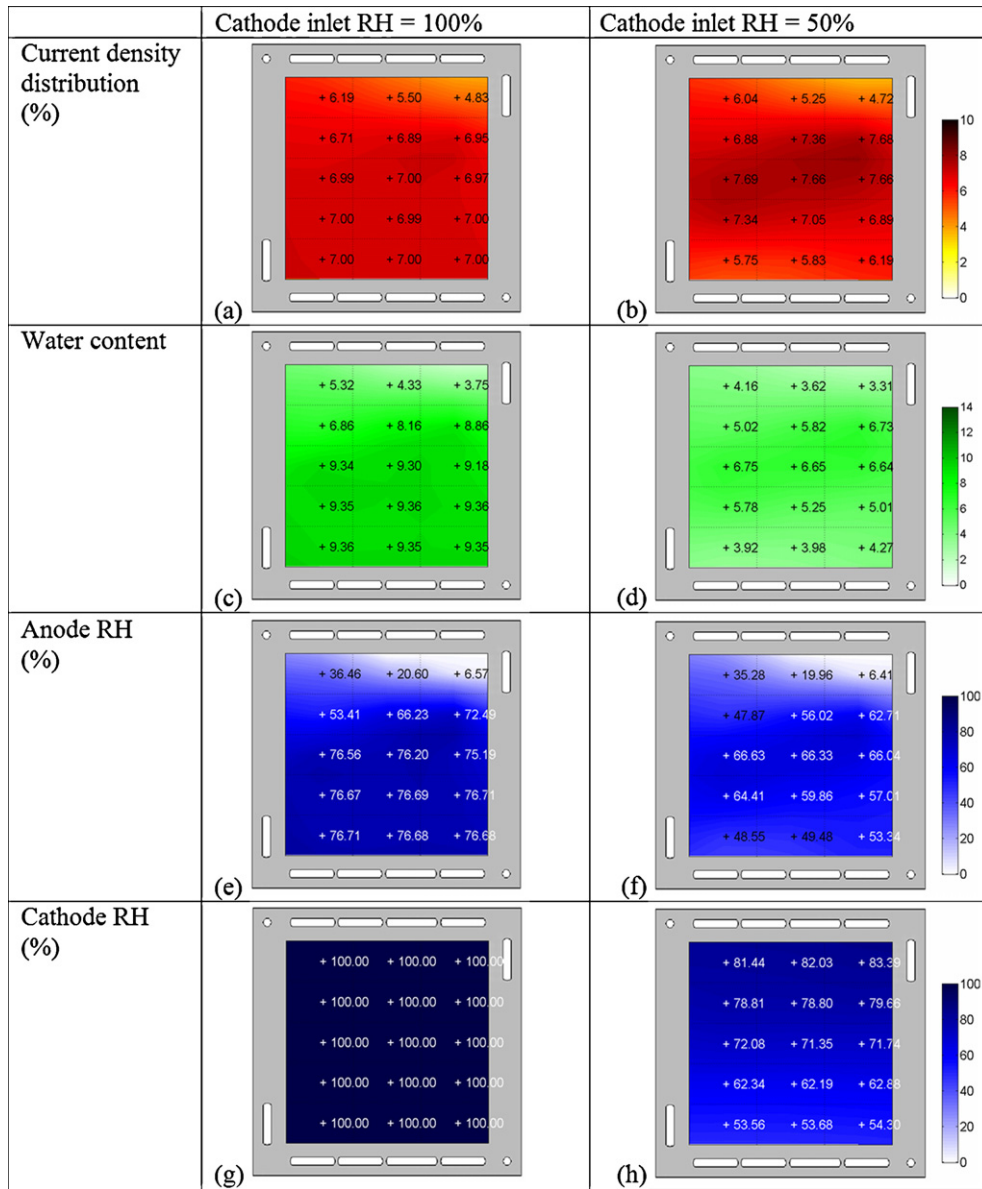 Cathode inlet RH = 100%
Cathode inlet RH = 50%
Current density
distribution
(%)
+ 6.19 + 5.50 + 4.83
+ 6.71 + 6.89 + 6.95
+ 6.99 + 7.00 + 6.97
+ 7.00 + 6.99 + 7.00
+ 7.00 + 7.00 + 7.00
(a)
+ 6.04 + 5.25 + 4.72
+ 6.88 + 7.36 + 7.68
+ 7.69 + 7.66 + 7.66
+ 7.34 + 7.05 + 6.89
+ 5.75 + 5.83 + 6.19
(b)
10
8
6
4
2
0
Water content
+ 5.32 + 4.33 + 3.75
+ 6.86 + 8.16 + 8.86
+ 9.34 + 9.30 + 9.18
+ 9.35 + 9.36 + 9.36
+ 9.36 + 9.35 + 9.35
(c)
+ 4.16 + 3.62 + 3.31
+ 5.02 + 5.82 + 6.73
+ 6.75 + 6.65 + 6.64
+ 5.78 + 5.25 + 5.01
+ 3.92 + 3.98 + 4.27
(d)
14
12
10
8
6
4
2
0
Anode RH
(%)
+ 36.46 + 20.60 + 6.57
+ 53.41 + 66.23 + 72.49
+ 76.56 + 76.20 + 75.19
+ 76.67 + 76.69 + 76.71
+ 76.71 + 76.68 + 76.68
(e)
+ 35.28 + 19.96 + 6.41
+ 47.87 + 56.02 + 62.71
+ 66.63 + 66.33 + 66.04
+ 64.41 + 59.86 + 57.01
+ 48.55 + 49.48 + 53.34
(f)
100
80
60
40
20
0
Cathode RH
(%)
+ 100.00 + 100.00 + 100.00
+ 100.00 + 100.00 + 100.00
+ 100.00 + 100.00 + 100.00
+ 100.00 + 100.00 + 100.00
+ 100.00 + 100.00 + 100.00
(g)
+ 81.44 + 82.03 + 83.39
+ 78.81 + 78.80 + 79.66
+ 72.08 + 71.35 + 71.74
+ 62.34 + 62.19 + 62.88
+ 53.56 + 53.68 + 54.30
(h)
100
80
60
40
20
0